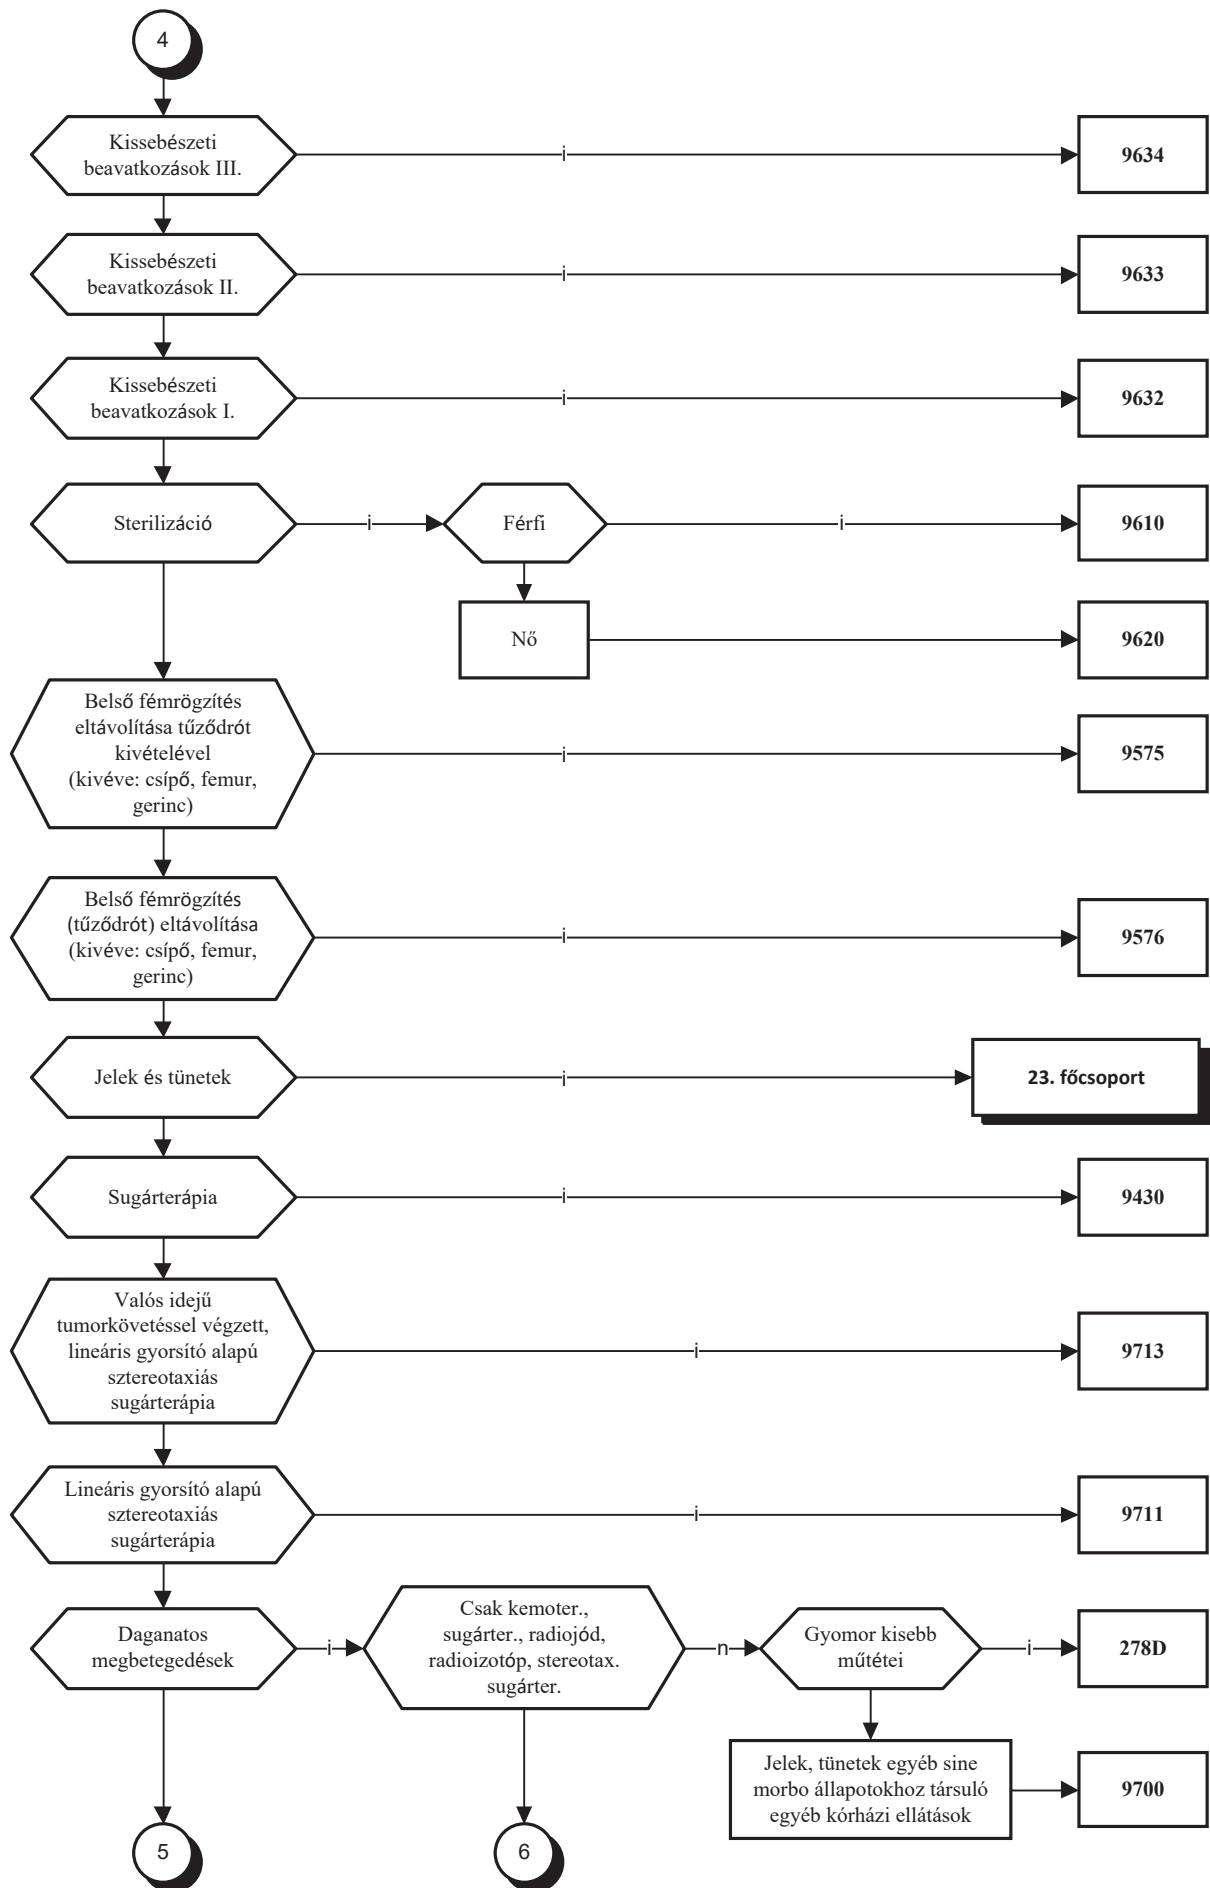 4
Kissebészeti
beavatkozások III.
i
9634
Kissebészeti
beavatkozások II.
i
9633
Kissebészeti
beavatkozások I.
i
9632
Sterilizáció
i
Férfi
i
9610
Nő
9620
Belső fémrögzítés
eltávolítása tűződrót
kivételével
(kivéve: csípő, femur,
gerinc)
i
9575
Belső fémrögzítés
(tűződrót) eltávolítása
(kivéve: csípő, femur,
gerinc)
i
9576
Jelek és tünetek
i
23. főcsoport
Sugárterápia
i
9430
Valós idejű
tumorkövetéssel végzett,
lineáris gyorsító alapú
sztereotaxiás
sugárterápia
i
9713
Lineáris gyorsító alapú
sztereotaxiás
sugárterápia
i
9711
Daganatos
megbetegedések
i
Csak kemoter.,
sugárter., radiojód,
radioizotóp, stereotax.
sugárter.
n
Gyomor kisebb
műtétei
i
278D
Jelek, tünetek egyéb sine
morbo állapotokhoz társuló
egyéb kórházi ellátások
9700
5
6